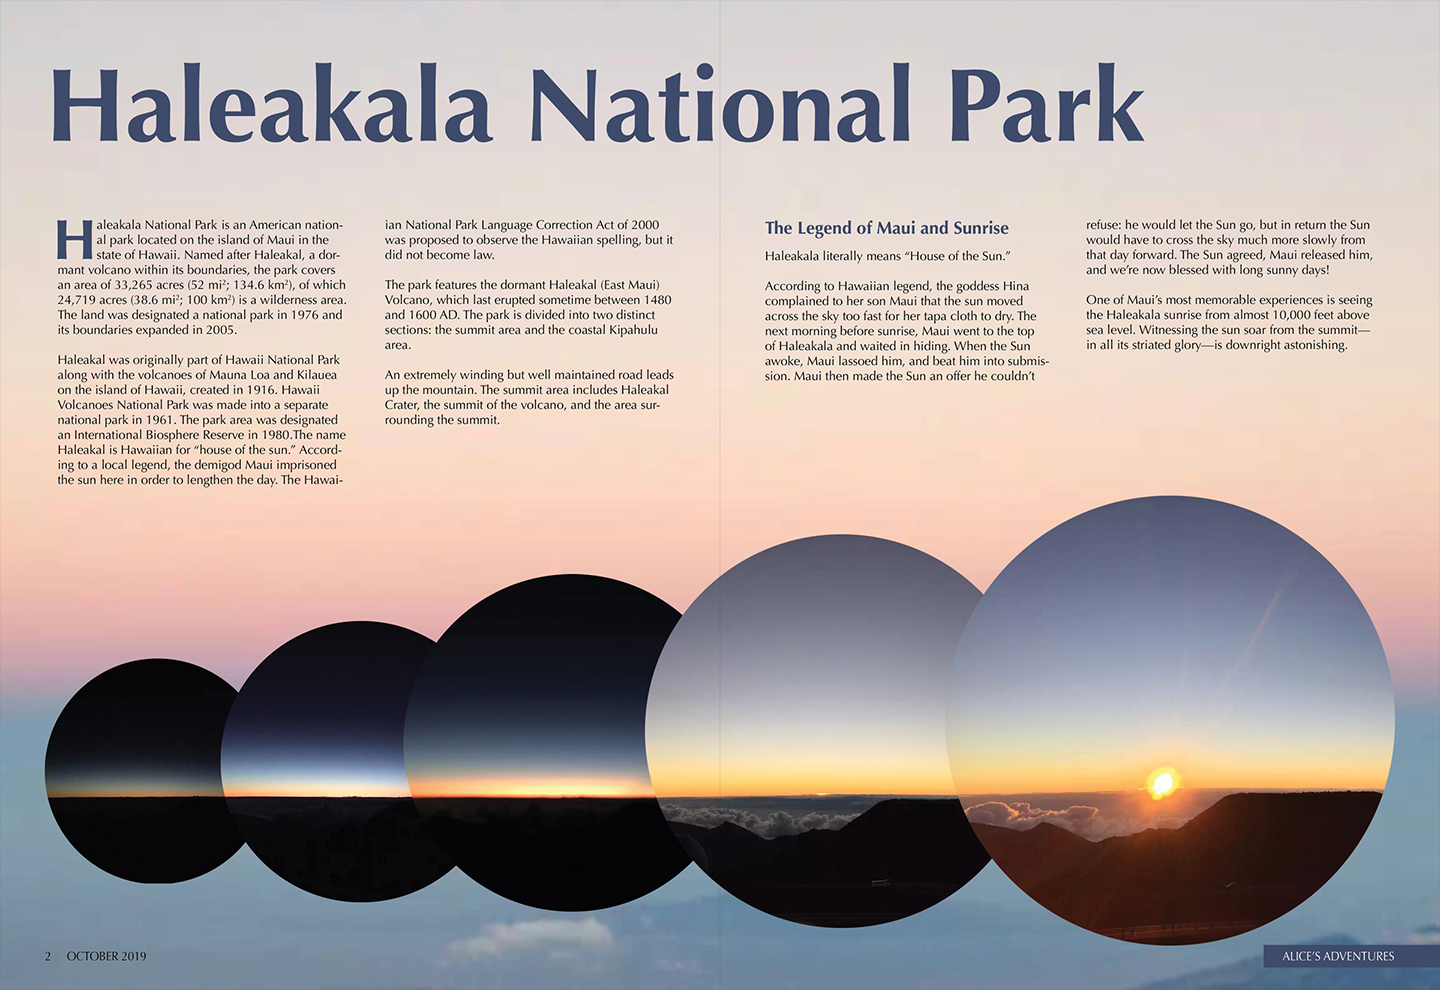 Haleakala National Park
Haleakala National Park is an American nation-
al park located on the island of Maui in the
state of Hawaii. Named after Haleakal, a dor-
mant volcano within its boundaries, the park covers
an area of 33,265 acres (52 mi²; 134.6 km²), of which
24,719 acres (38.6 mi²; 100 km²) is a wilderness area.
The land was designated a national park in 1976 and
its boundaries expanded in 2005.
Haleakal was originally part of Hawaii National Park
along with the volcanoes of Mauna Loa and Kilauea
on the island of Hawaii, created in 1916. Hawaii
Volcanoes National Park was made into a separate
national park in 1961. The park area was designated
an International Biosphere Reserve in 1980.The name
Haleakal is Hawaiian for “house of the sun.” Accord-
ing to a local legend, the demigod Maui imprisoned
the sun here in order to lengthen the day. The Hawai-
ian National Park Language Correction Act of 2000
was proposed to observe the Hawaiian spelling, but it
did not become law.
The park features the dormant Haleakal (East Maui)
Volcano, which last erupted sometime between 1480
and 1600 AD. The park is divided into two distinct
sections: the summit area and the coastal Kipahulu
area.
An extremely winding but well maintained road leads
up the mountain. The summit area includes Haleakal
Crater, the summit of the volcano, and the area sur-
rounding the summit.
The Legend of Maui and Sunrise
Haleakala literally means “House of the Sun.”
According to Hawaiian legend, the goddess Hina
complained to her son Maui that the sun moved
across the sky too fast for her tapa cloth to dry. The
next morning before sunrise, Maui went to the top
of Haleakala and waited in hiding. When the Sun
awoke, Maui lassoed him, and beat him into submis-
sion. Maui then made the Sun an offer he couldn’t
refuse: he would let the Sun go, but in return the Sun
would have to cross the sky much more slowly from
that day forward. The Sun agreed, Maui released him,
and we’re now blessed with long sunny days!
One of Maui’s most memorable experiences is seeing
the Haleakala sunrise from almost 10,000 feet above
sea level. Witnessing the sun soar from the summit—
in all its striated glory—is downright astonishing.
2 OCTOBER 2019
ALICE’S ADVENTURES